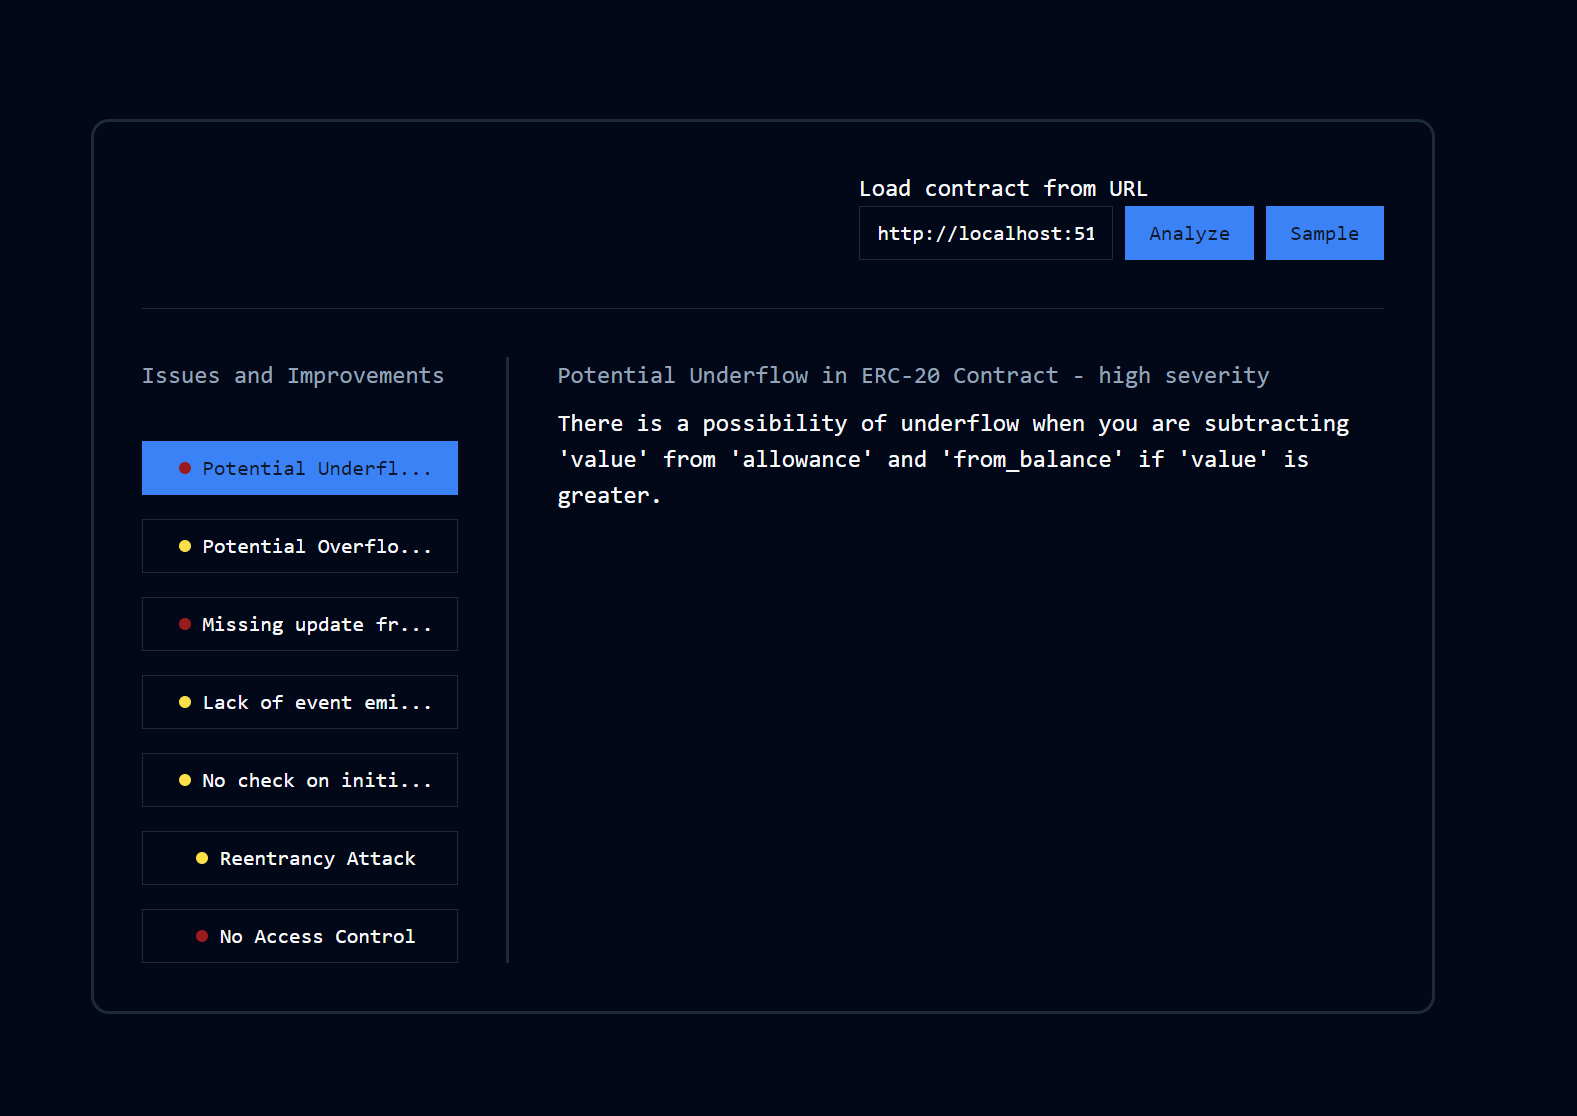 Load contract from URL
http://localhost:51
Analyze
Sample
Issues and Improvements
Potential Underfl...
Potential Overflo...
Missing update fr...
Lack of event emi...
No check on initi...
Reentrancy Attack
No Access Control
Potential Underflow in ERC-20 Contract - high severity
There is a possibility of underflow when you are subtracting
'value' from 'allowance' and 'from_balance' if 'value' is
greater.